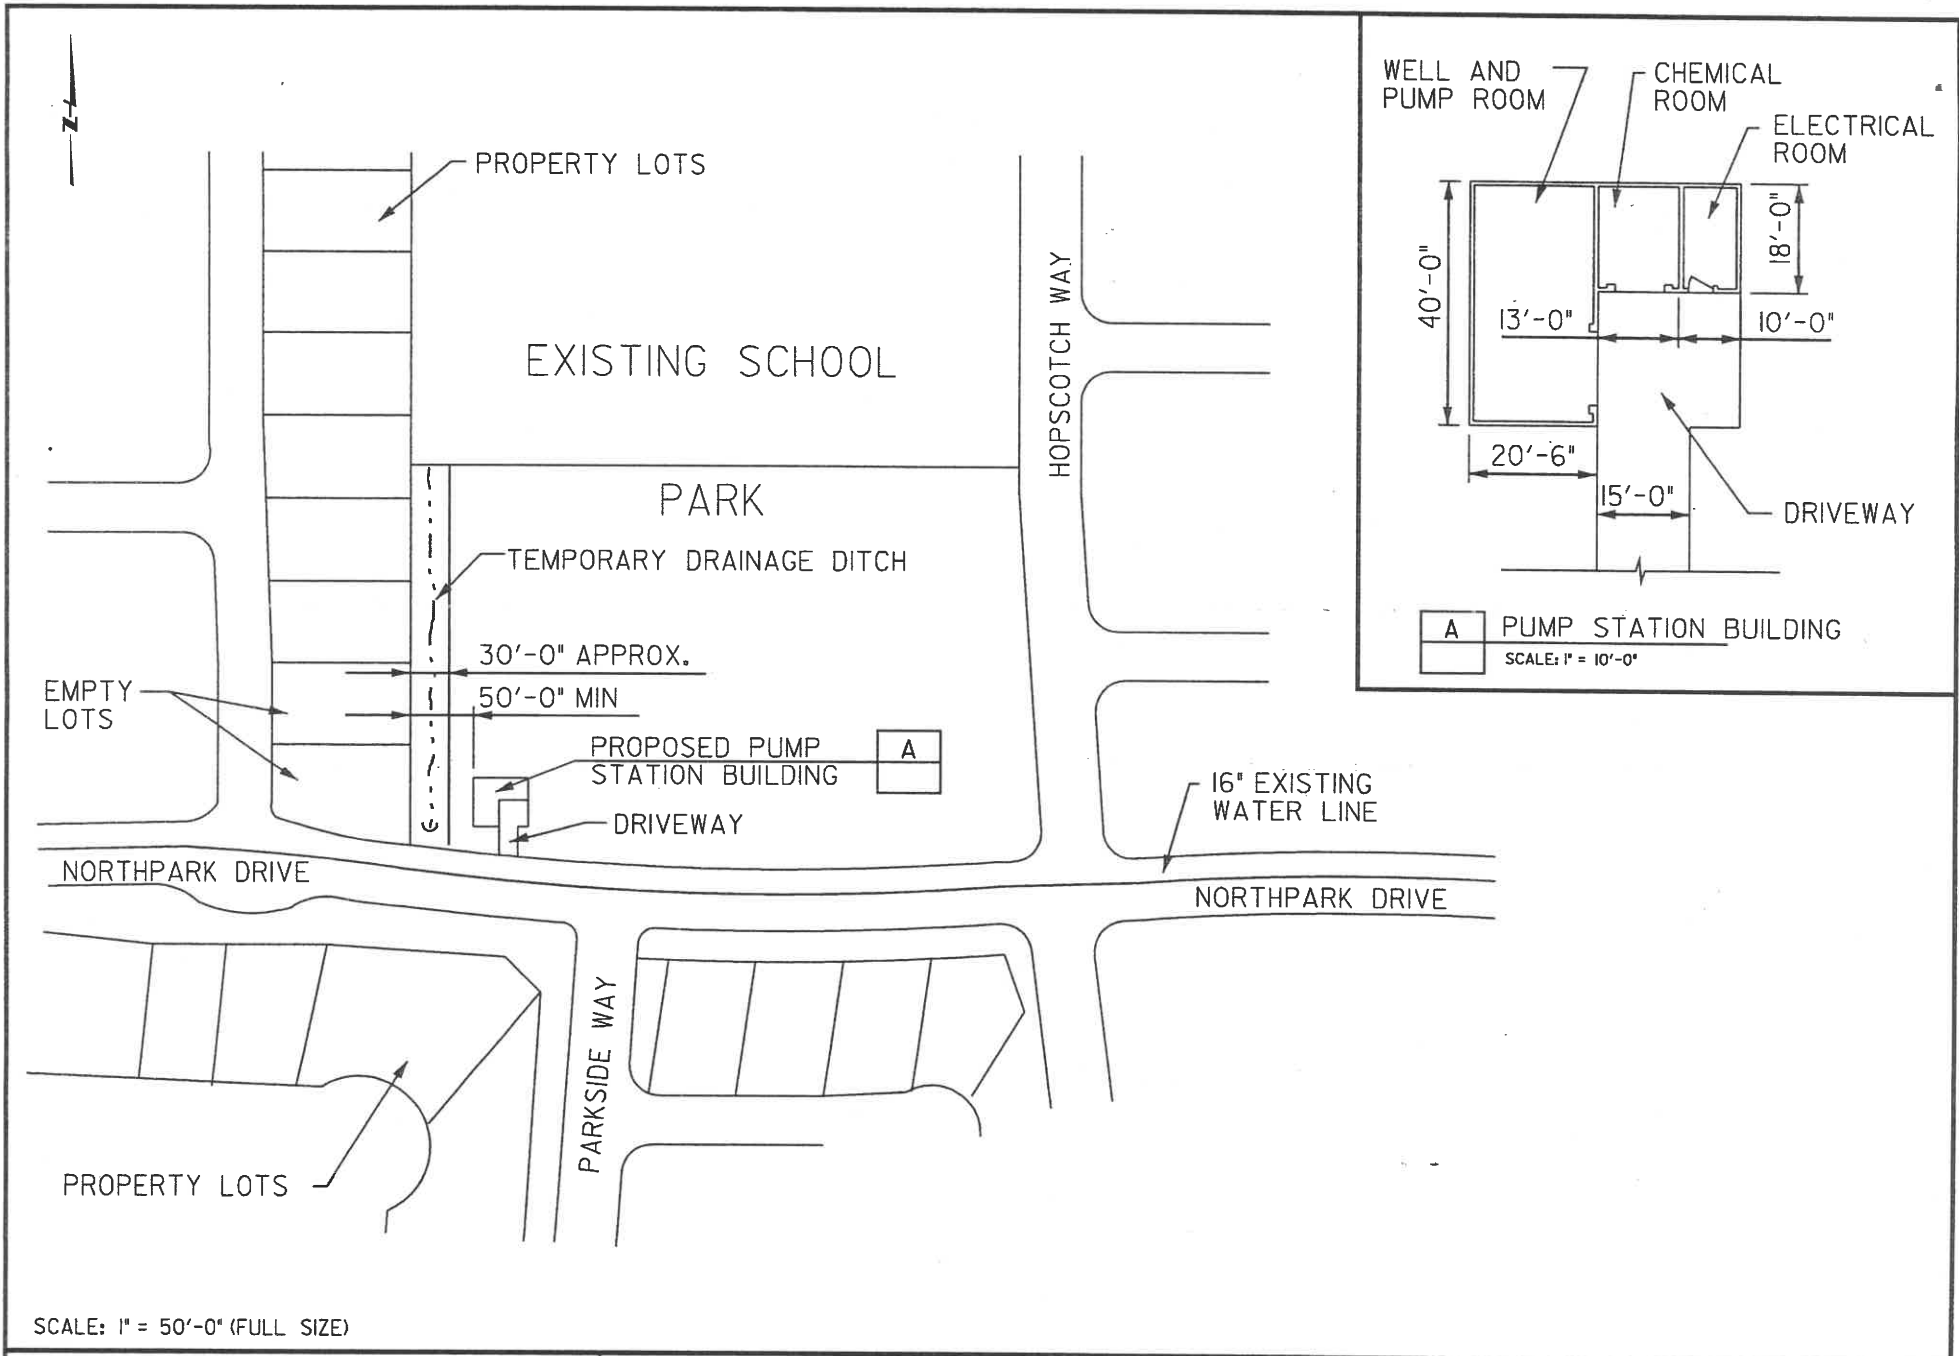 N
PROPERTY LOTS
EXISTING SCHOOL
HOPSCOTCH WAY
PARK
TEMPORARY DRAINAGE DITCH
30'-0" APPROX.
50'-0" MIN
EMPTY
LOTS
PROPOSED PUMP
STATION BUILDING
A
DRIVEWAY
16" EXISTING
WATER LINE
NORTHPARK DRIVE
NORTHPARK DRIVE
PARKSIDE WAY
PROPERTY LOTS
SCALE: 1" = 50'-0" (FULL SIZE)
WELL AND
PUMP ROOM
CHEMICAL
ROOM
ELECTRICAL
ROOM
40'-0"
18'-0"
13'-0"
10'-0"
20'-6"
15'-0"
DRIVEWAY
A
PUMP STATION BUILDING
SCALE: 1" = 10'-0"